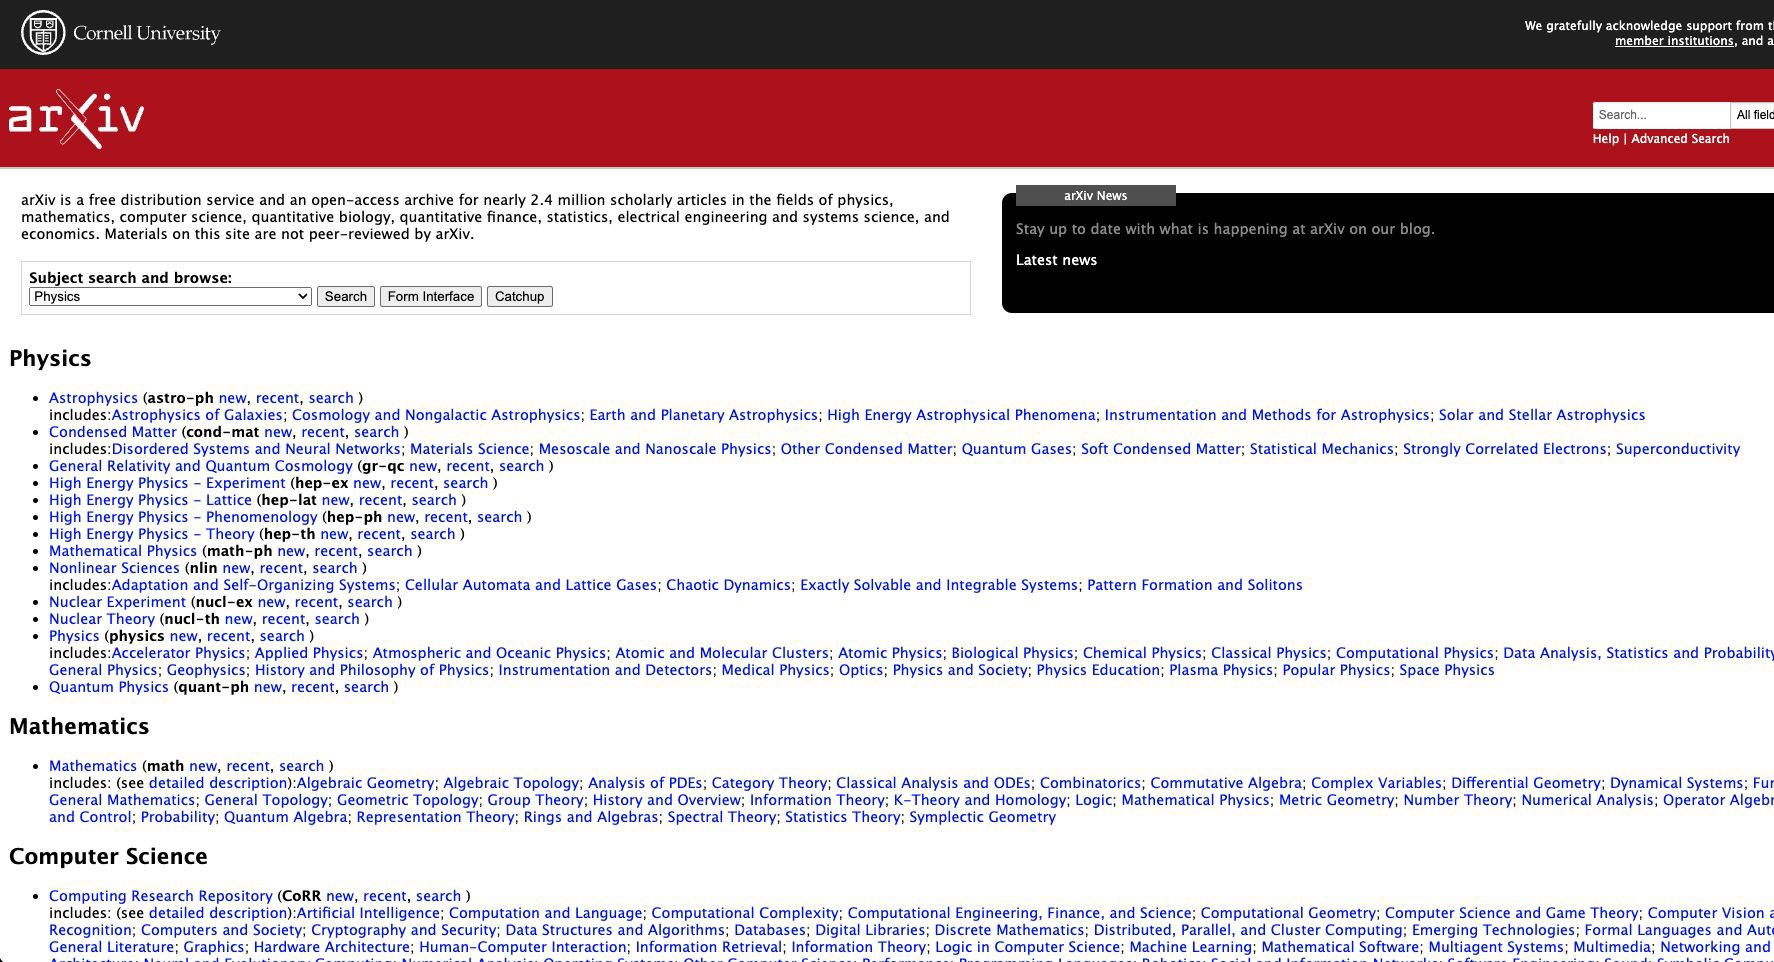 Cornell University
We gratefully acknowledge support from
member institutions, and
arXiv
Search...
All
Help | Advanced Search
arXiv is a free distribution service and an open-access archive for nearly 2.4 million scholarly articles in the fields of physics,
mathematics, computer science, quantitative biology, quantitative finance, statistics, electrical engineering and systems science, and
economics. Materials on this site are not peer-reviewed by arXiv.
arXiv News
Stay up to date with what is happening at arXiv on our blog.
Latest news
Subject search and browse:
Physics
Search
Form Interface
Catchup
Physics
• Astrophysics (astro-ph new, recent, search )
includes:Astrophysics of Galaxies; Cosmology and Nongalactic Astrophysics; Earth and Planetary Astrophysics; High Energy Astrophysical Phenomena; Instrumentation and Methods for Astrophysics; Solar and Stellar Astrophysics
• Condensed Matter (cond-mat new, recent, search )
includes:Disordered Systems and Neural Networks; Materials Science; Mesoscale and Nanoscale Physics; Other Condensed Matter; Quantum Gases; Soft Condensed Matter; Statistical Mechanics; Strongly Correlated Electrons; Superconductivity
• General Relativity and Quantum Cosmology (gr-qc new, recent, search )
• High Energy Physics - Experiment (hep-ex new, recent, search )
• High Energy Physics - Lattice (hep-lat new, recent, search )
• High Energy Physics - Phenomenology (hep-ph new, recent, search )
• High Energy Physics - Theory (hep-th new, recent, search )
• Mathematical Physics (math-ph new, recent, search )
• Nonlinear Sciences (nlin new, recent, search )
includes:Adaptation and Self-Organizing Systems; Cellular Automata and Lattice Gases; Chaotic Dynamics; Exactly Solvable and Integrable Systems; Pattern Formation and Solitons
• Nuclear Experiment (nucl-ex new, recent, search )
• Nuclear Theory (nucl-th new, recent, search )
• Physics (physics new, recent, search )
includes:Accelerator Physics; Applied Physics; Atmospheric and Oceanic Physics; Atomic and Molecular Clusters; Atomic Physics; Biological Physics; Chemical Physics; Classical Physics; Computational Physics; Data Analysis, Statistics and Probability
General Physics; Geophysics; History and Philosophy of Physics; Instrumentation and Detectors; Medical Physics; Optics; Physics and Society; Physics Education; Plasma Physics; Popular Physics; Space Physics
• Quantum Physics (quant-ph new, recent, search )
Mathematics
• Mathematics (math new, recent, search )
includes: (see detailed description):Algebraic Geometry; Algebraic Topology; Analysis of PDEs; Category Theory; Classical Analysis and ODEs; Combinatorics; Commutative Algebra; Complex Variables; Differential Geometry; Dynamical Systems;
General Mathematics; General Topology; Geometric Topology; Group Theory; History and Overview; Information Theory; K-Theory and Homology; Logic; Mathematical Physics; Metric Geometry; Number Theory; Numerical Analysis; Operator
and Control; Probability; Quantum Algebra; Representation Theory; Rings and Algebras; Spectral Theory; Statistics Theory; Symplectic Geometry
Computer Science
• Computing Research Repository (CoRR new, recent, search )
includes: (see detailed description):Artificial Intelligence; Computation and Language; Computational Complexity; Computational Engineering, Finance, and Science; Computational Geometry; Computer Science and Game Theory; Computer Vision
Recognition; Computers and Society; Cryptography and Security; Data Structures and Algorithms; Databases; Digital Libraries; Discrete Mathematics; Distributed, Parallel, and Cluster Computing; Emerging Technologies; Formal Languages and
General Literature; Graphics; Hardware Architecture; Human-Computer Interaction; Information Retrieval; Information Theory; Logic in Computer Science; Machine Learning; Mathematical Software; Multiagent Systems; Multimedia; Networking and